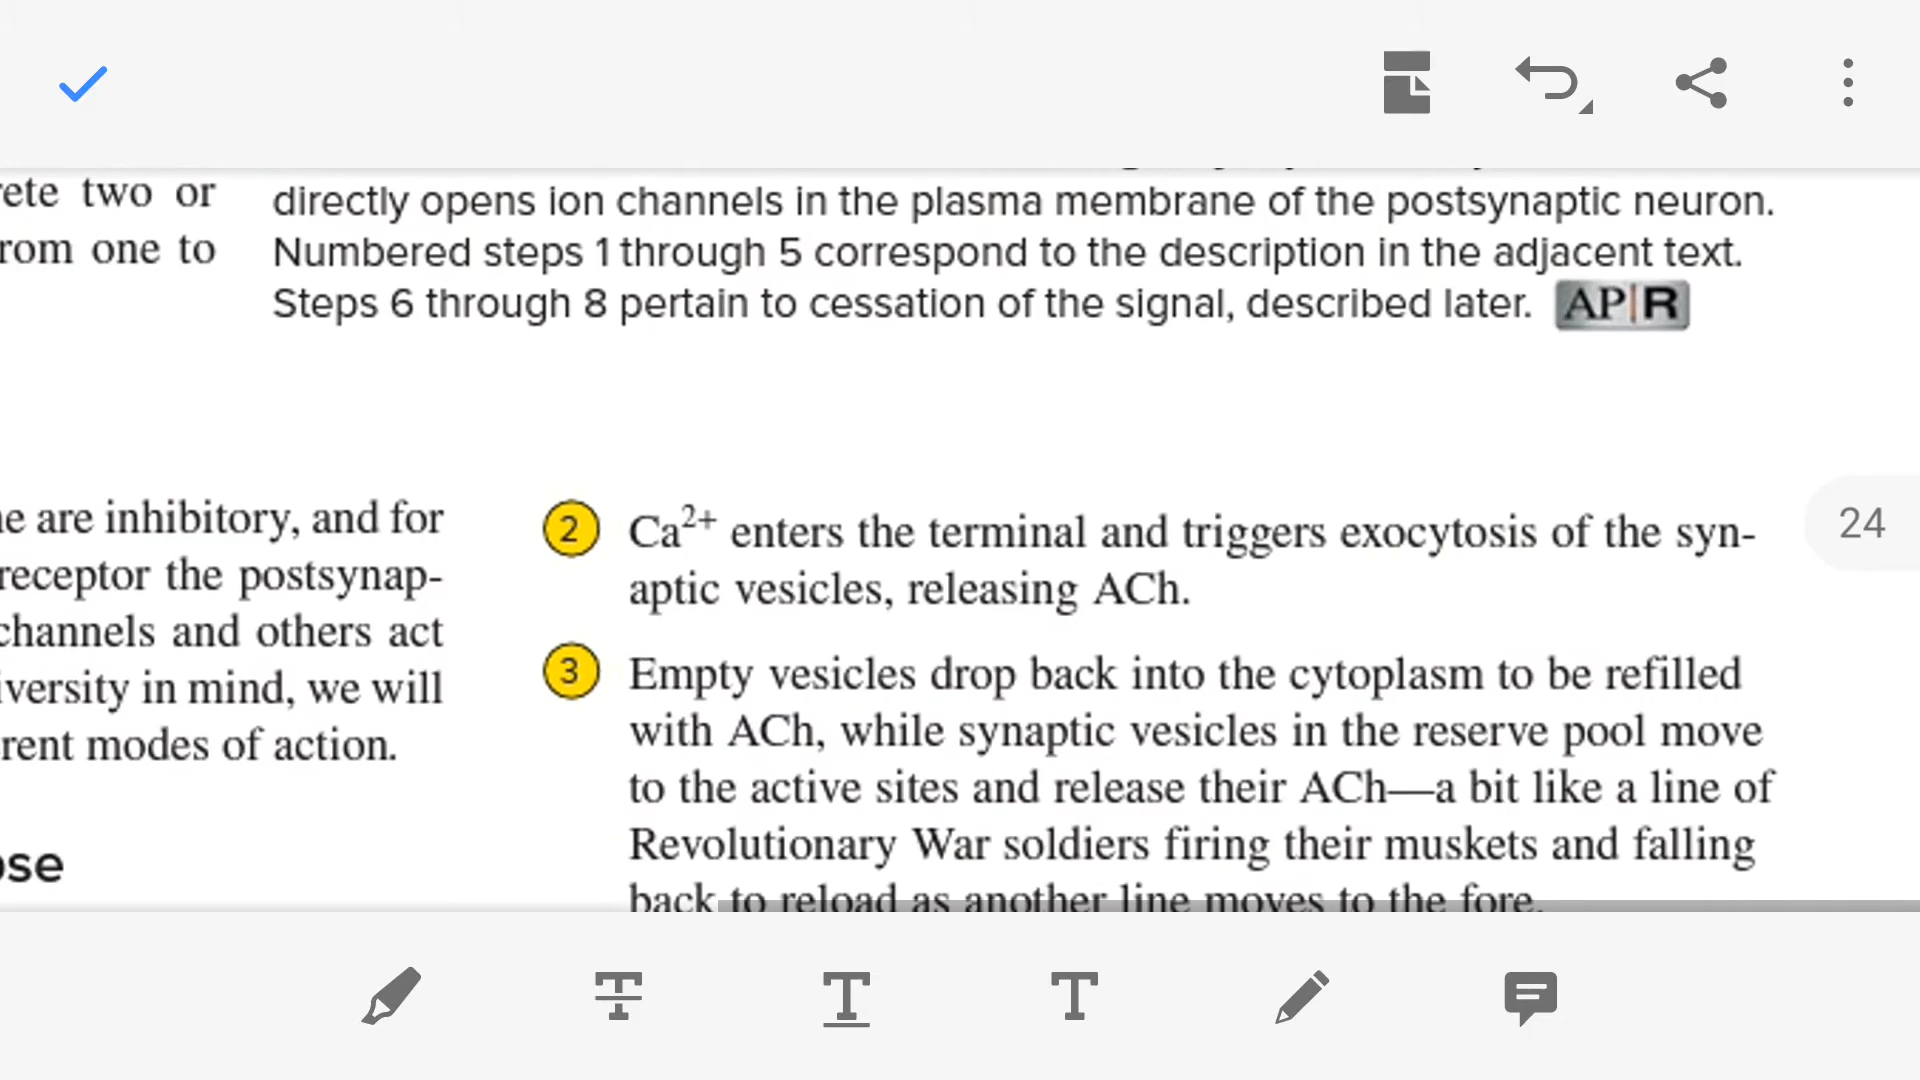 directly opens ion channels in the plasma membrane of the postsynaptic neuron.
Numbered steps 1 through 5 correspond to the description in the adjacent text.
Steps 6 through 8 pertain to cessation of the signal, described later. AP|R
ete two or
rom one to
e are inhibitory, and for
receptor the postsynap-
channels and others act
iversity in mind, we will
rent modes of action.
ose
2 Ca2+ enters the terminal and triggers exocytosis of the syn-
aptic vesicles, releasing ACh.
3 Empty vesicles drop back into the cytoplasm to be refilled
with ACh, while synaptic vesicles in the reserve pool move
to the active sites and release their ACh—a bit like a line of
Revolutionary War soldiers firing their muskets and falling
back to reload as another line moves to the fore.
24